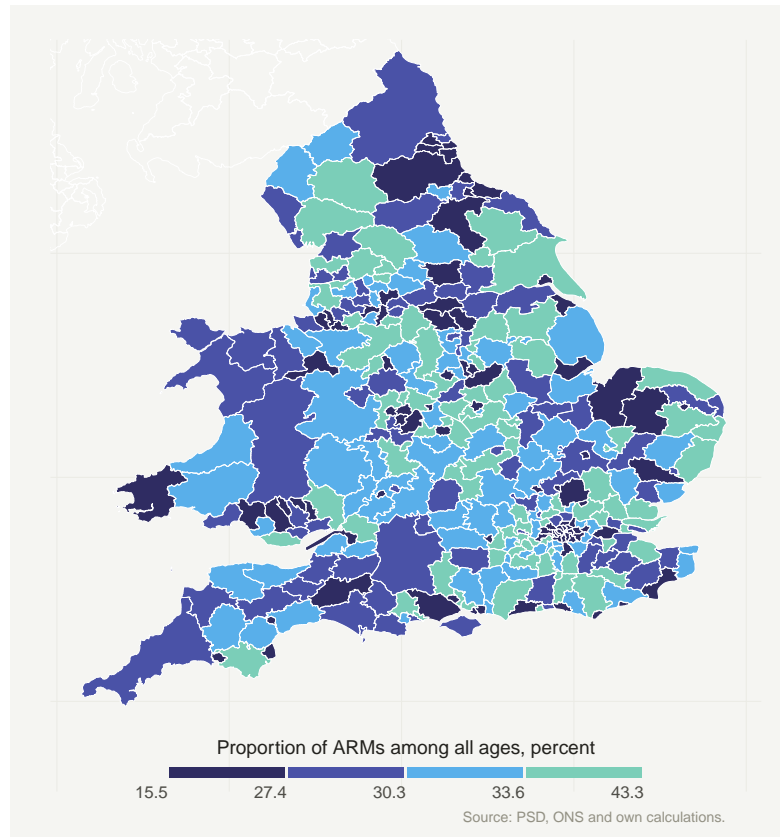 Proportion of ARMs among all ages, percent
15.5 27.4 30.3 33.6 43.3
Source: PSD, ONS and own calculations.